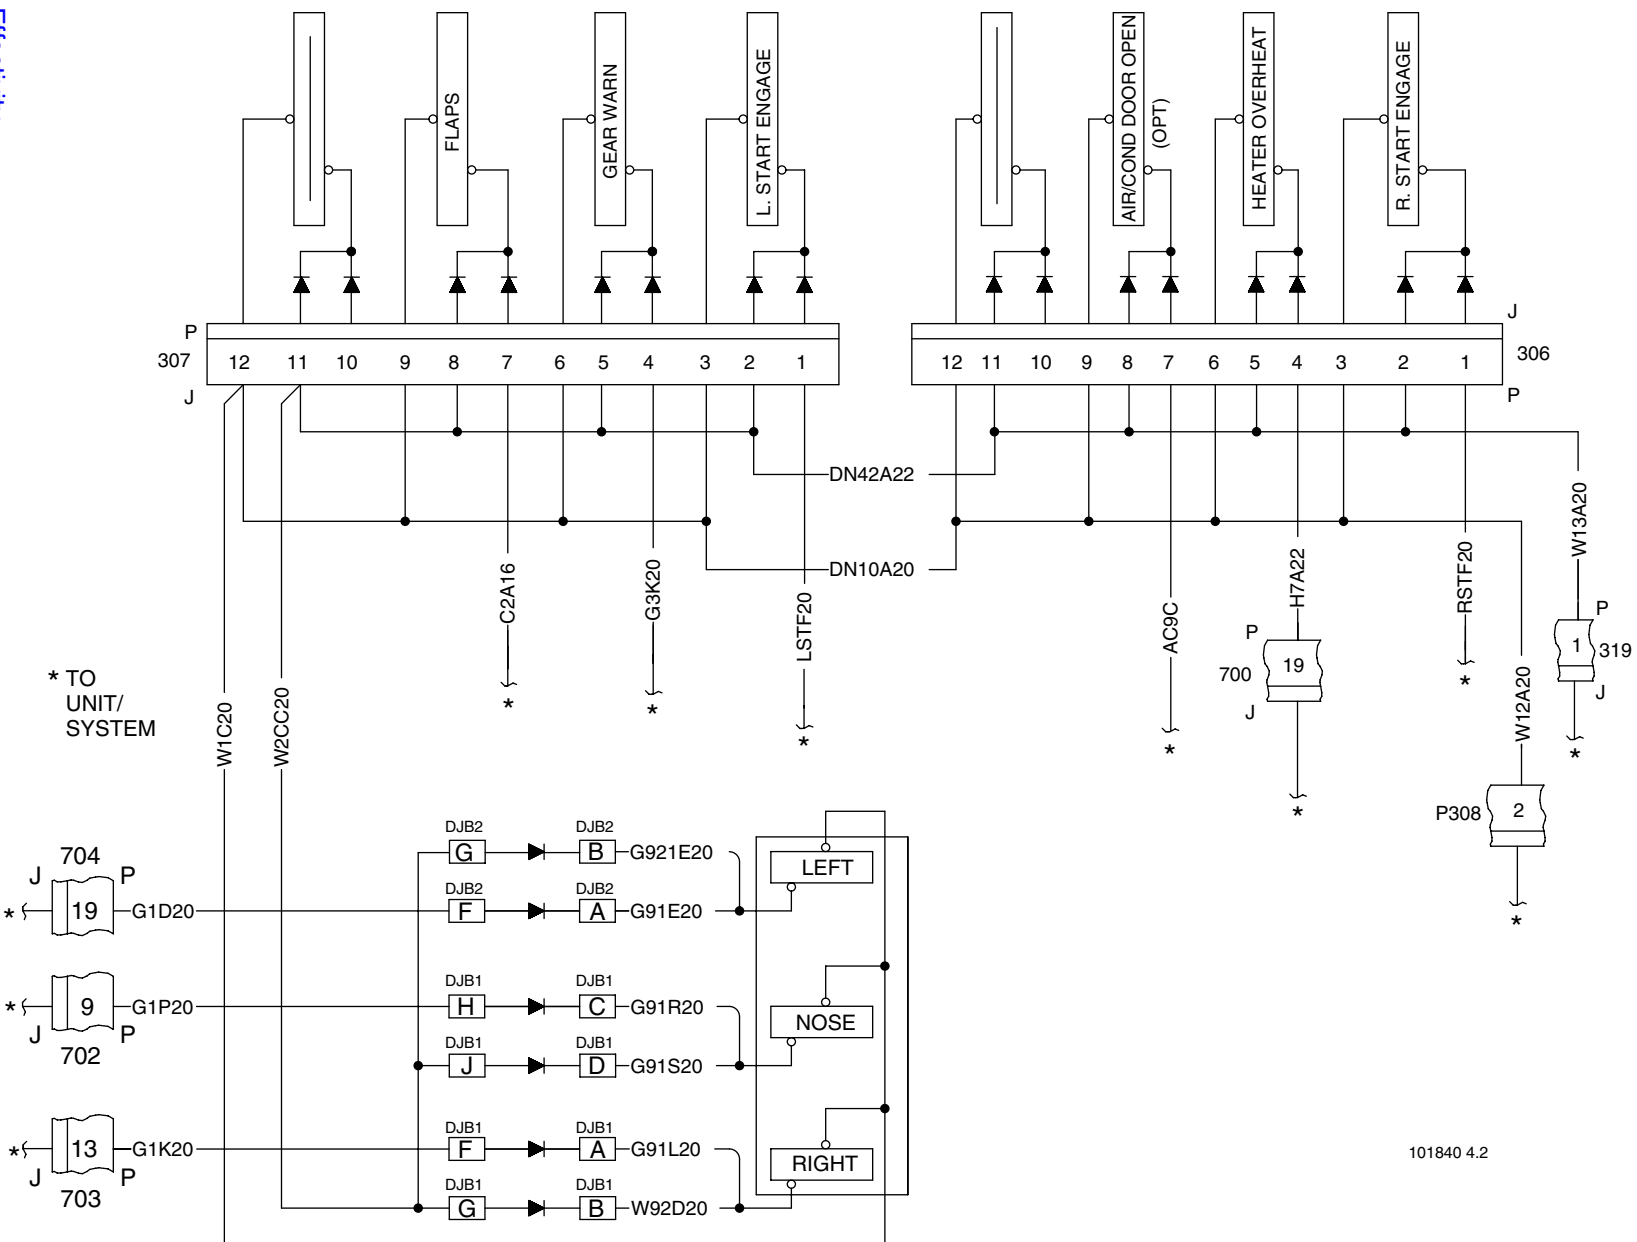 FLAPS
GEAR WARN
L. START ENGAGE
AIR/COND DOOR OPEN
(OPT)
HEATER OVERHEAT
R. START ENGAGE
P
307
J
12 11 10 9 8 7 6 5 4 3 2 1
12 11 10 9 8 7 6 5 4 3 2 1
J
306
P
DN42A22
DN10A20
C2A16
*
G3K20
*
LSTF20
*
AC9C
*
H7A22
P
700
19
J
*
RSTF20
*
W13A20
P
1
319
J
*
W12A20
P308
2
*
* TO
UNIT/
SYSTEM
W1C20
W2CC20
704
J P
* 19 G1D20
* 9 G1P20
J P
702
* 13 G1K20
J P
703
DJB2 DJB2
G B G921E20
DJB2 DJB2
F A G91E20
LEFT
DJB1 DJB1
H C G91R20
DJB1 DJB1
J D G91S20
NOSE
DJB1 DJB1
F A G91L20
DJB1 DJB1
G B W92D20
RIGHT
101840 4.2